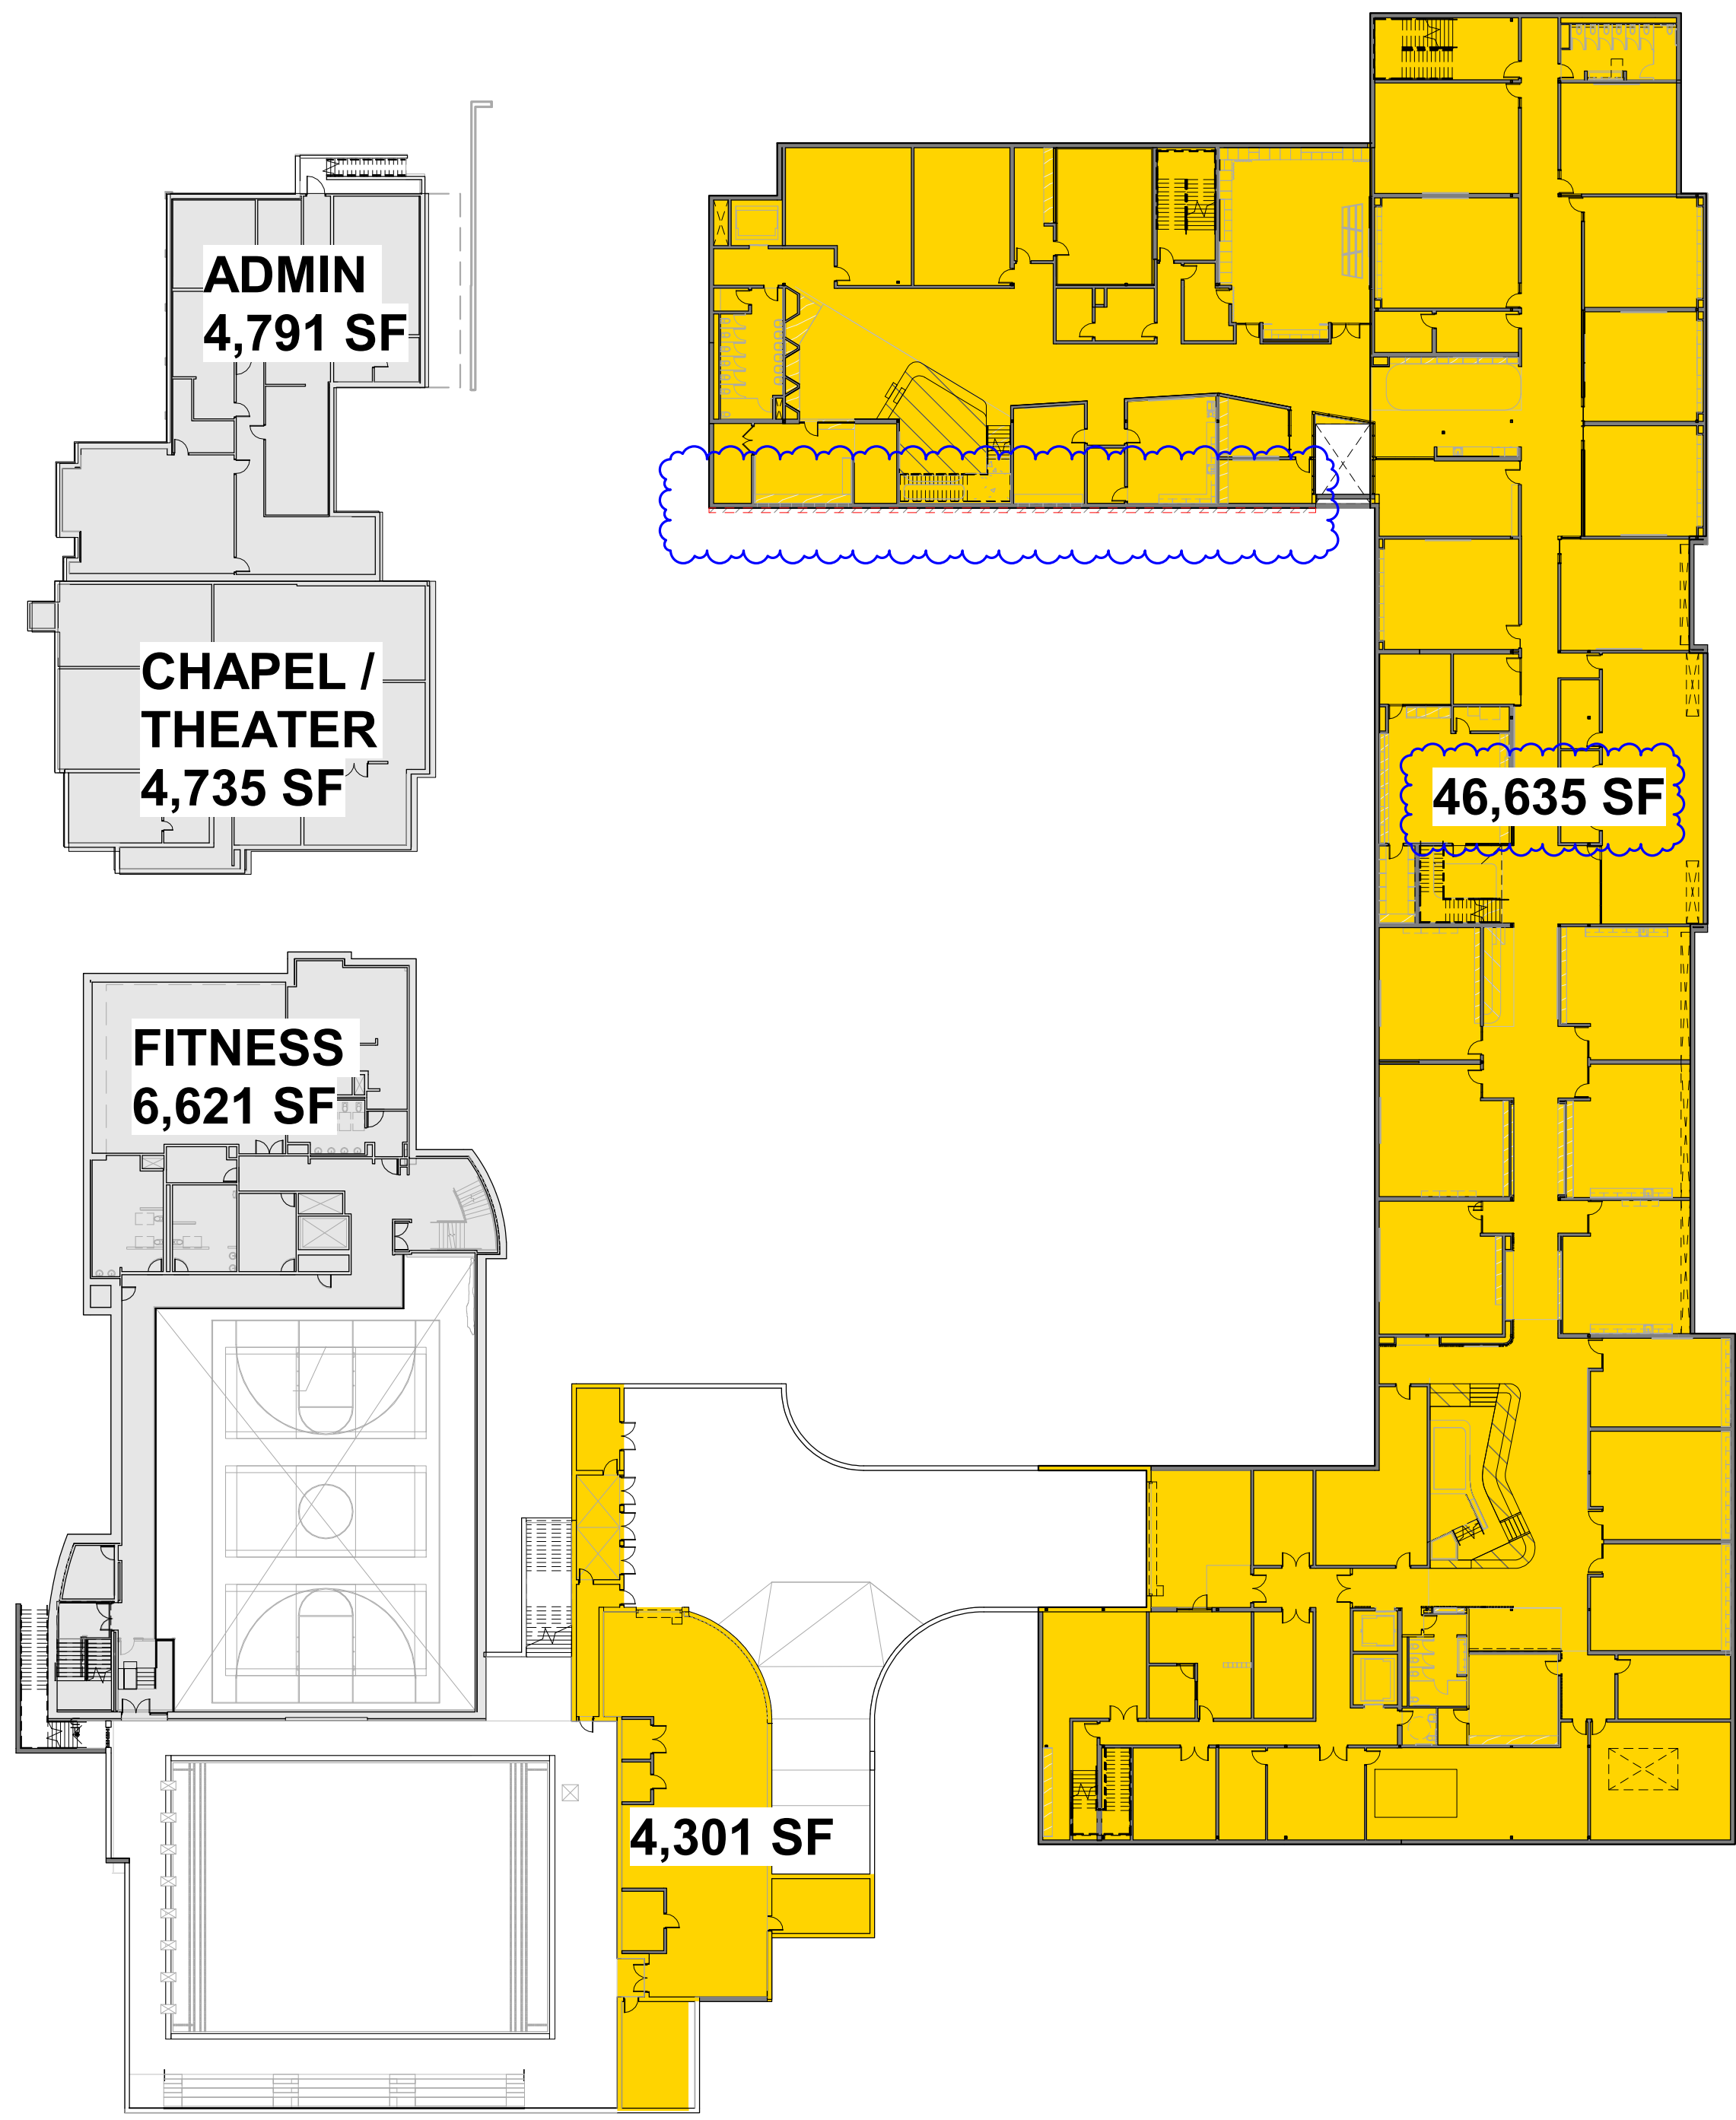 ADMIN
4,791 SF
CHAPEL /
THEATER
4,735 SF
46,635 SF
FITNESS
6,621 SF
4,301 SF